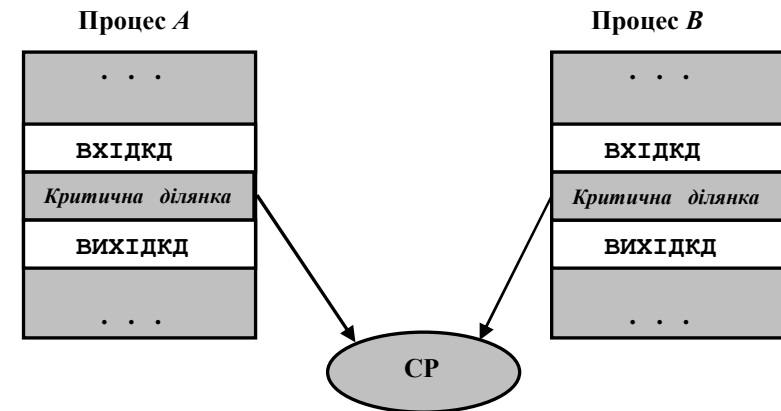 Процес A
. . .
ВХІДКД
Критична ділянка
ВИХІДКД
. . .
Процес B
. . .
ВХІДКД
Критична ділянка
ВИХІДКД
. . .
СР